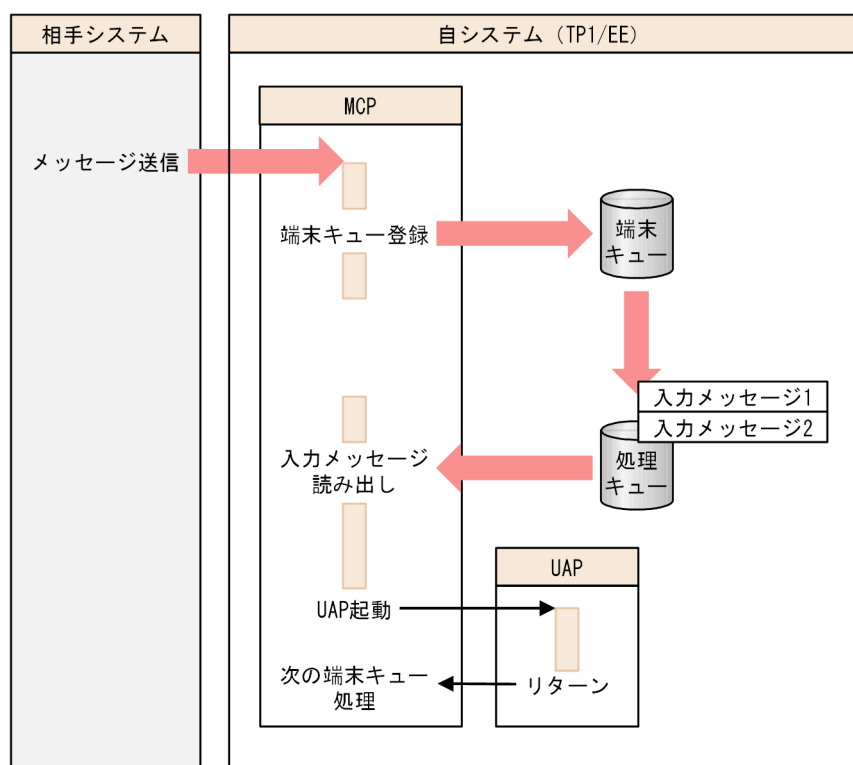 相手システム
自システム（TP1/EE）
MCP
メッセージ送信
端末キュー登録
端末
キュー
入力メッセージ1
入力メッセージ2
入力メッセージ
読み出し
処理
キュー
UAP
UAP起動
次の端末キュー
処理
リターン